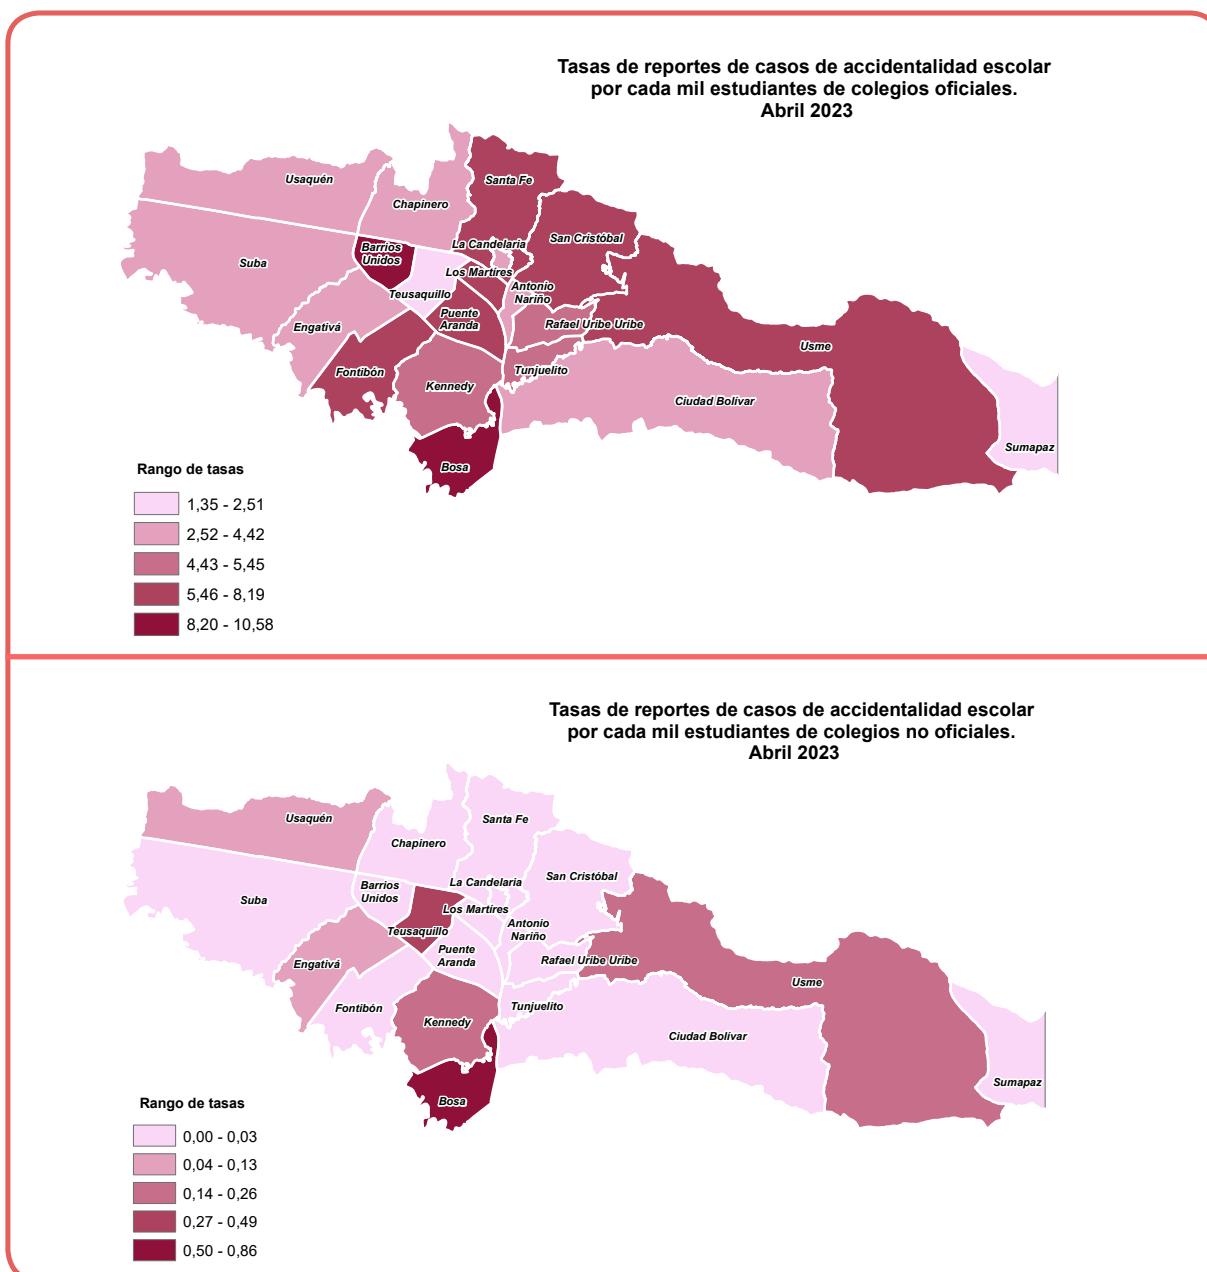 Tasas de reportes de casos de accidentalidad escolar
por cada mil estudiantes de colegios oficiales.
Abril 2023
Usaquén
Santa Fe
Chapinero
San Cristóbal
La Candelaria
Barrios
Unidos
Suba
Los Martires
Antonio
Nariño
Teusaquillo
Puente
Aranda
Rafael Uribe Uribe
Engativá
Usme
Fontibón
Tunjuelito
Kennedy
Ciudad Bolívar
Sumapaz
Bosa
Rango de tasas
1,35 - 2,51
2,52 - 4,42
4,43 - 5,45
5,46 - 8,19
8,20 - 10,58
Tasas de reportes de casos de accidentalidad escolar
por cada mil estudiantes de colegios no oficiales.
Abril 2023
Usaquén
Santa Fe
Chapinero
San Cristóbal
La Candelaria
Barrios
Unidos
Suba
Los Martires
Antonio
Nariño
Teusaquillo
Puente
Aranda
Rafael Uribe Uribe
Engativá
Usme
Fontibón
Tunjuelito
Kennedy
Ciudad Bolívar
Sumapaz
Bosa
Rango de tasas
0,00 - 0,03
0,04 - 0,13
0,14 - 0,26
0,27 - 0,49
0,50 - 0,86